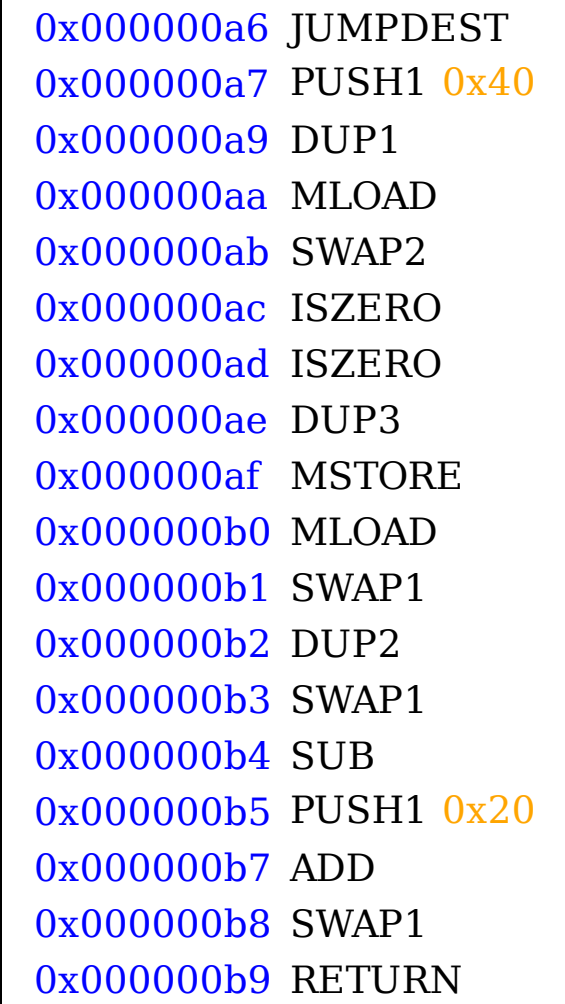 0x000000a6 JUMPDEST
0x000000a7 PUSH1 0x40
0x000000a9 DUP1
0x000000aa MLOAD
0x000000ab SWAP2
0x000000ac ISZERO
0x000000ad ISZERO
0x000000ae DUP3
0x000000af MSTORE
0x000000b0 MLOAD
0x000000b1 SWAP1
0x000000b2 DUP2
0x000000b3 SWAP1
0x000000b4 SUB
0x000000b5 PUSH1 0x20
0x000000b7 ADD
0x000000b8 SWAP1
0x000000b9 RETURN